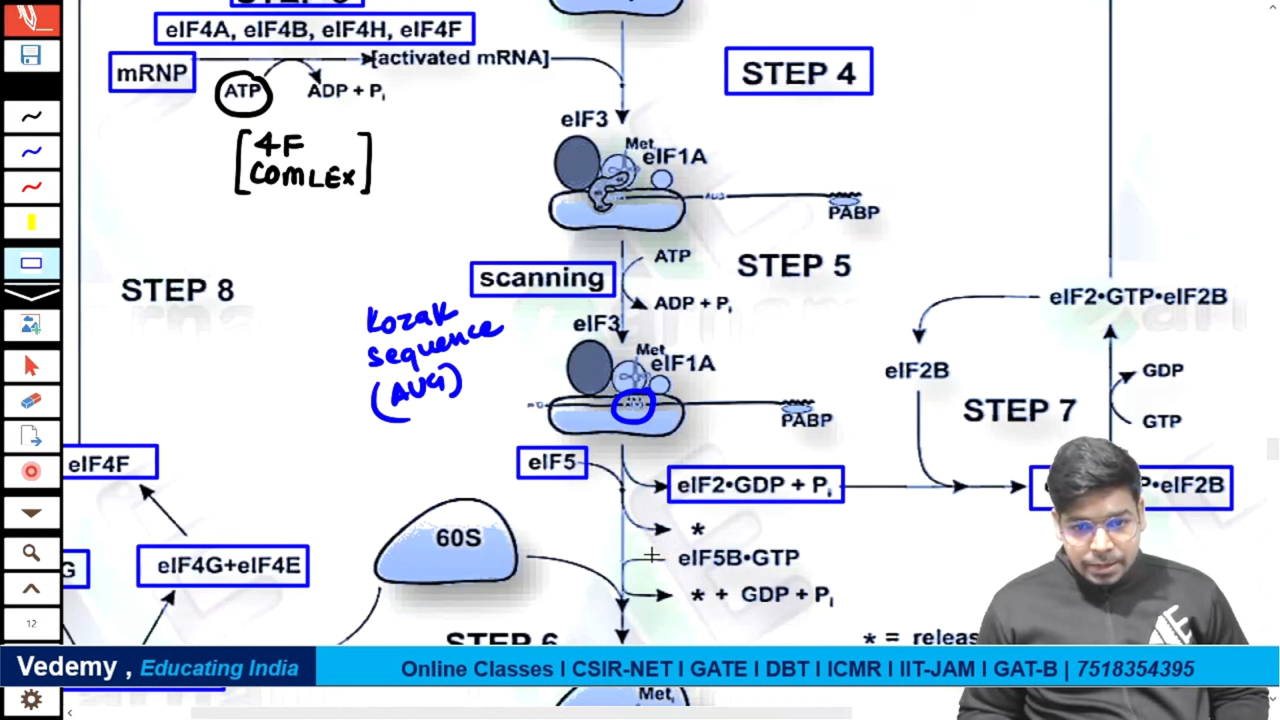 eIF4A, eIF4B, eIF4H, eIF4F
mRNP
[activated mRNA]
ATP
ADP + Pi
[4F
COMLEX]
STEP 4
eIF3
Met
eIF1A
AUG
PABP
STEP 8
scanning
ATP
ADP + Pi
STEP 5
Kozak
Sequence
(AUG)
eIF3
Met
eIF1A
PABP
eIF2•GTP•eIF2B
eIF2B
GDP
GTP
STEP 7
eIF4F
eIF5
eIF2•GDP + Pi
P•eIF2B
*
60S
eIF5B•GTP
* + GDP + Pi
G
eIF4G+eIF4E
STEP 6
* = releas
12
Vedemy , Educating India
Online Classes I CSIR-NET I GATE I DBT I ICMR I IIT-JAM I GAT-B | 7518354395
Met